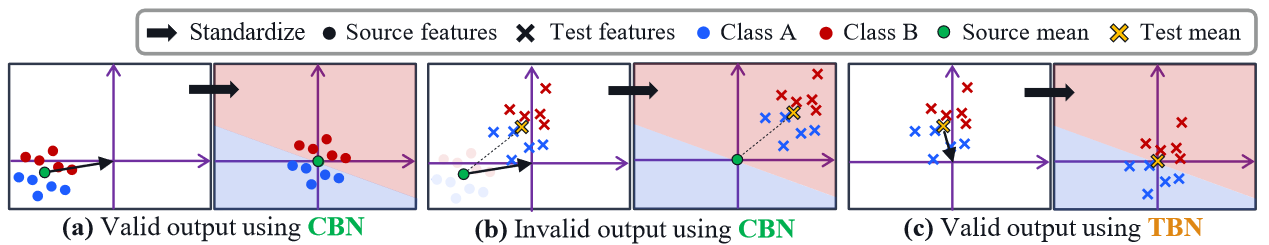 Standardize Source features Test features Class A Class B Source mean Test mean
(a) Valid output using CBN (b) Invalid output using CBN (c) Valid output using TBN